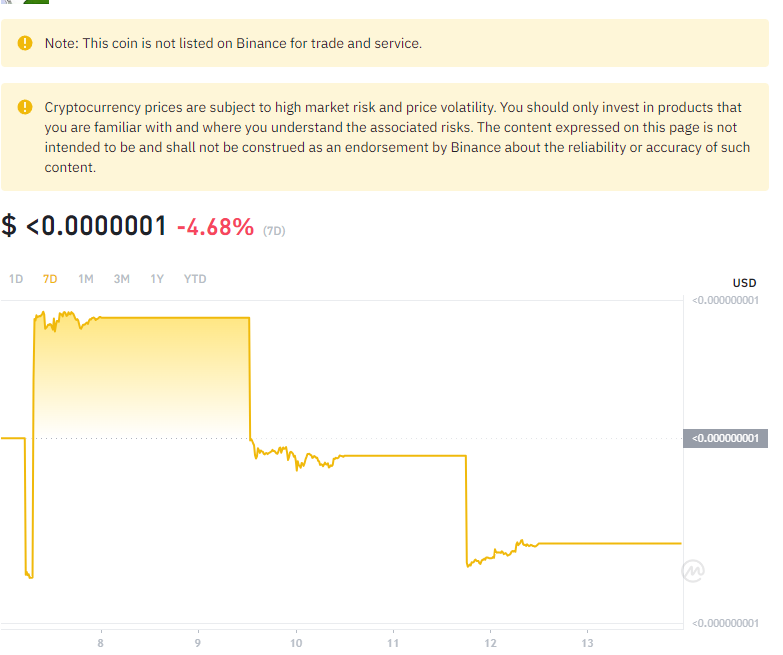 Note: This coin is not listed on Binance for trade and service.
Cryptocurrency prices are subject to high market risk and price volatility. You should only invest in products that
you are familiar with and where you understand the associated risks. The content expressed on this page is not
intended to be and shall not be construed as an endorsement by Binance about the reliability or accuracy of such
content.
$ <0.0000001 -4.68% (7D)
1D 7D 1M 3M 1Y YTD
USD
<0.000000001
<0.000000001
<0.000000001
8 9 10 11 12 13